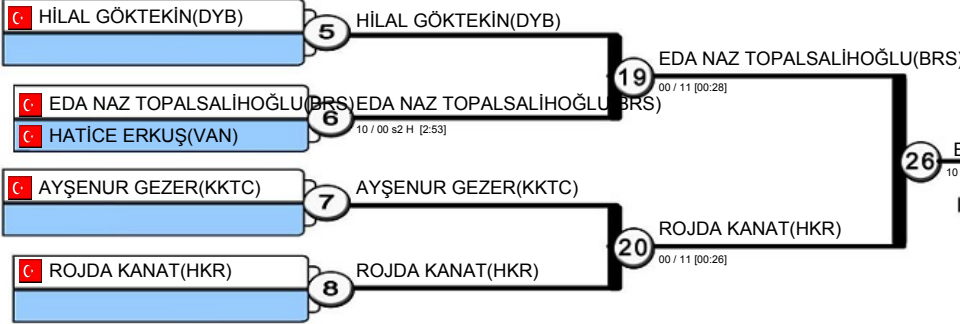 HİLAL GÖKTEKİN(DYB)
5
HİLAL GÖKTEKİN(DYB)
19
EDA NAZ TOPALSALİHOĞLU(BRS)
00 / 11 [00:28]
EDA NAZ TOPALSALİHOĞLU(BRS)
HATİCE ERKUŞ(VAN)
6
EDA NAZ TOPALSALİHOĞLU(BRS)
10 / 00 s2 H [2:53]
26
10
AYŞENUR GEZER(KKTC)
7
AYŞENUR GEZER(KKTC)
20
ROJDA KANAT(HKR)
00 / 11 [00:26]
ROJDA KANAT(HKR)
8
ROJDA KANAT(HKR)